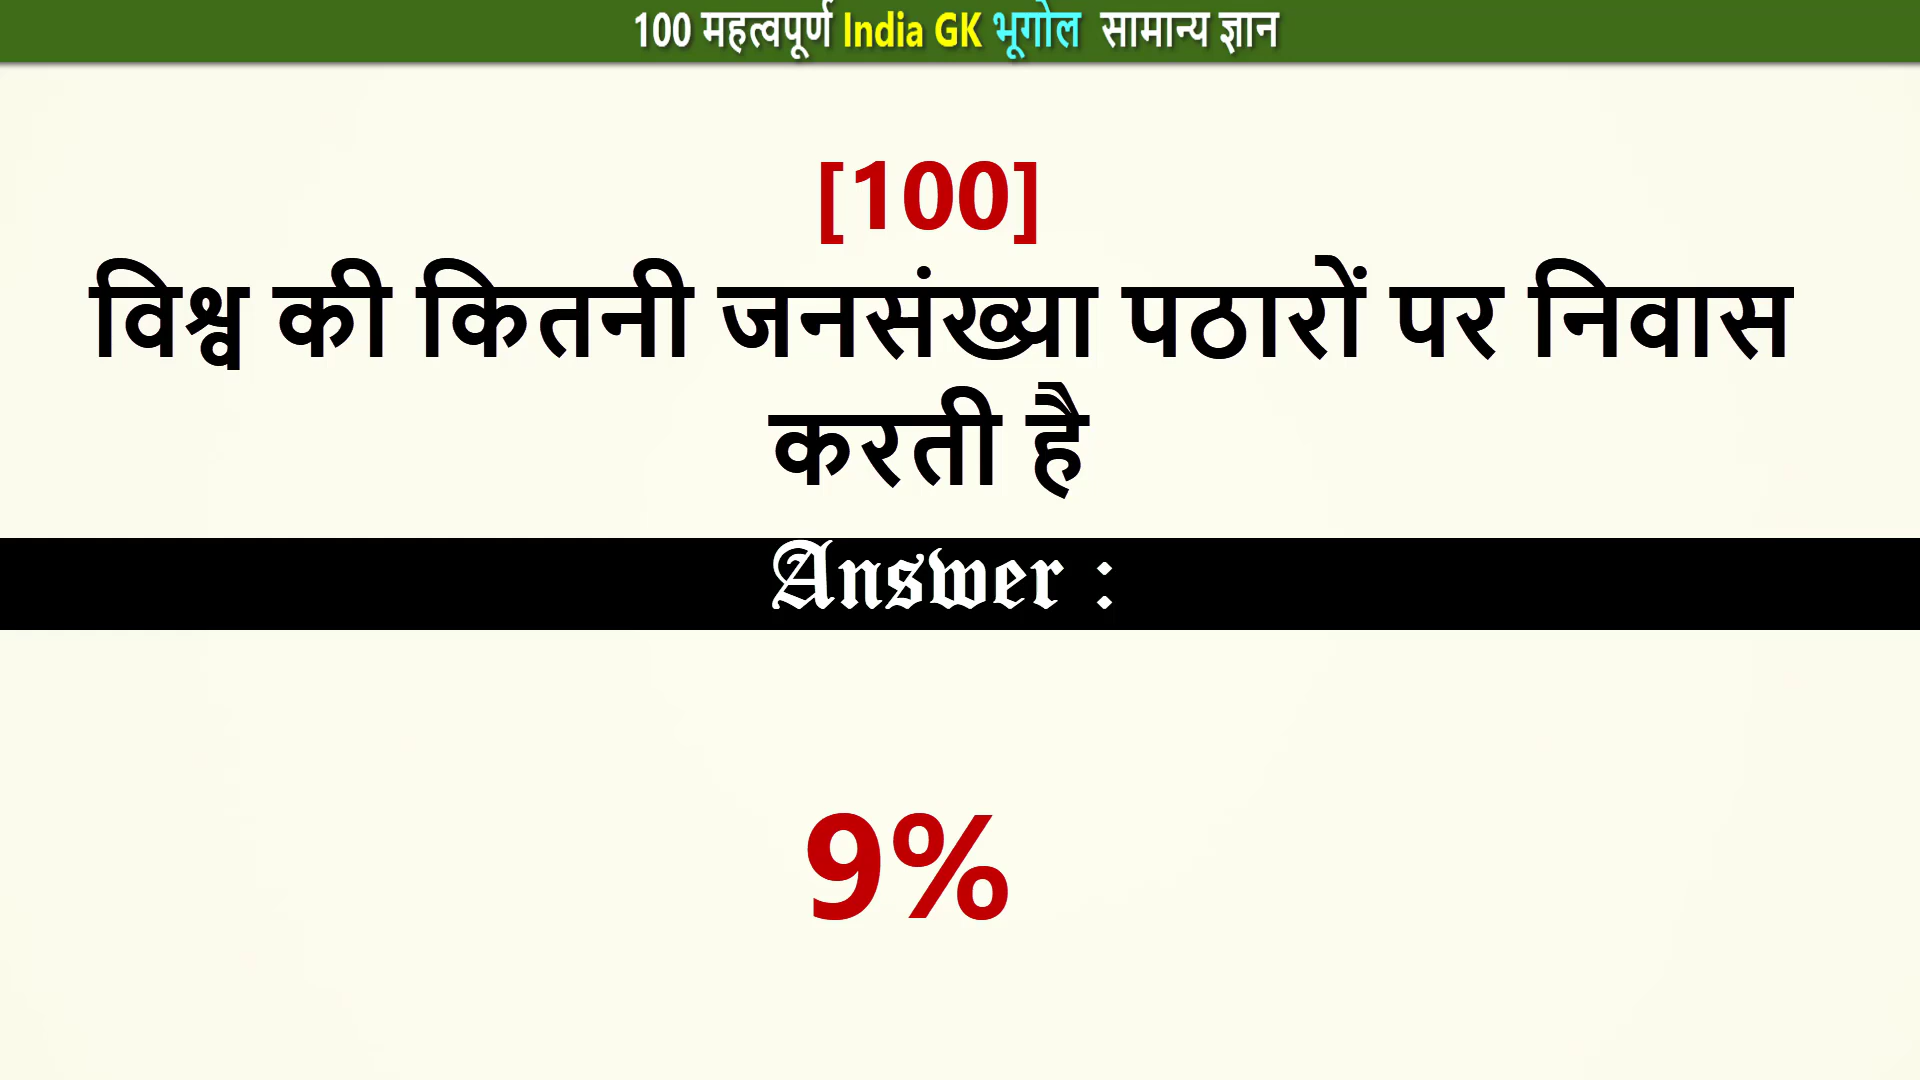 100 महत्वपूर्ण India GK भूगोल सामान्य ज्ञान
[100]
विश्व की कितनी जनसंख्या पठारों पर निवास
करती है
Answer :
9%